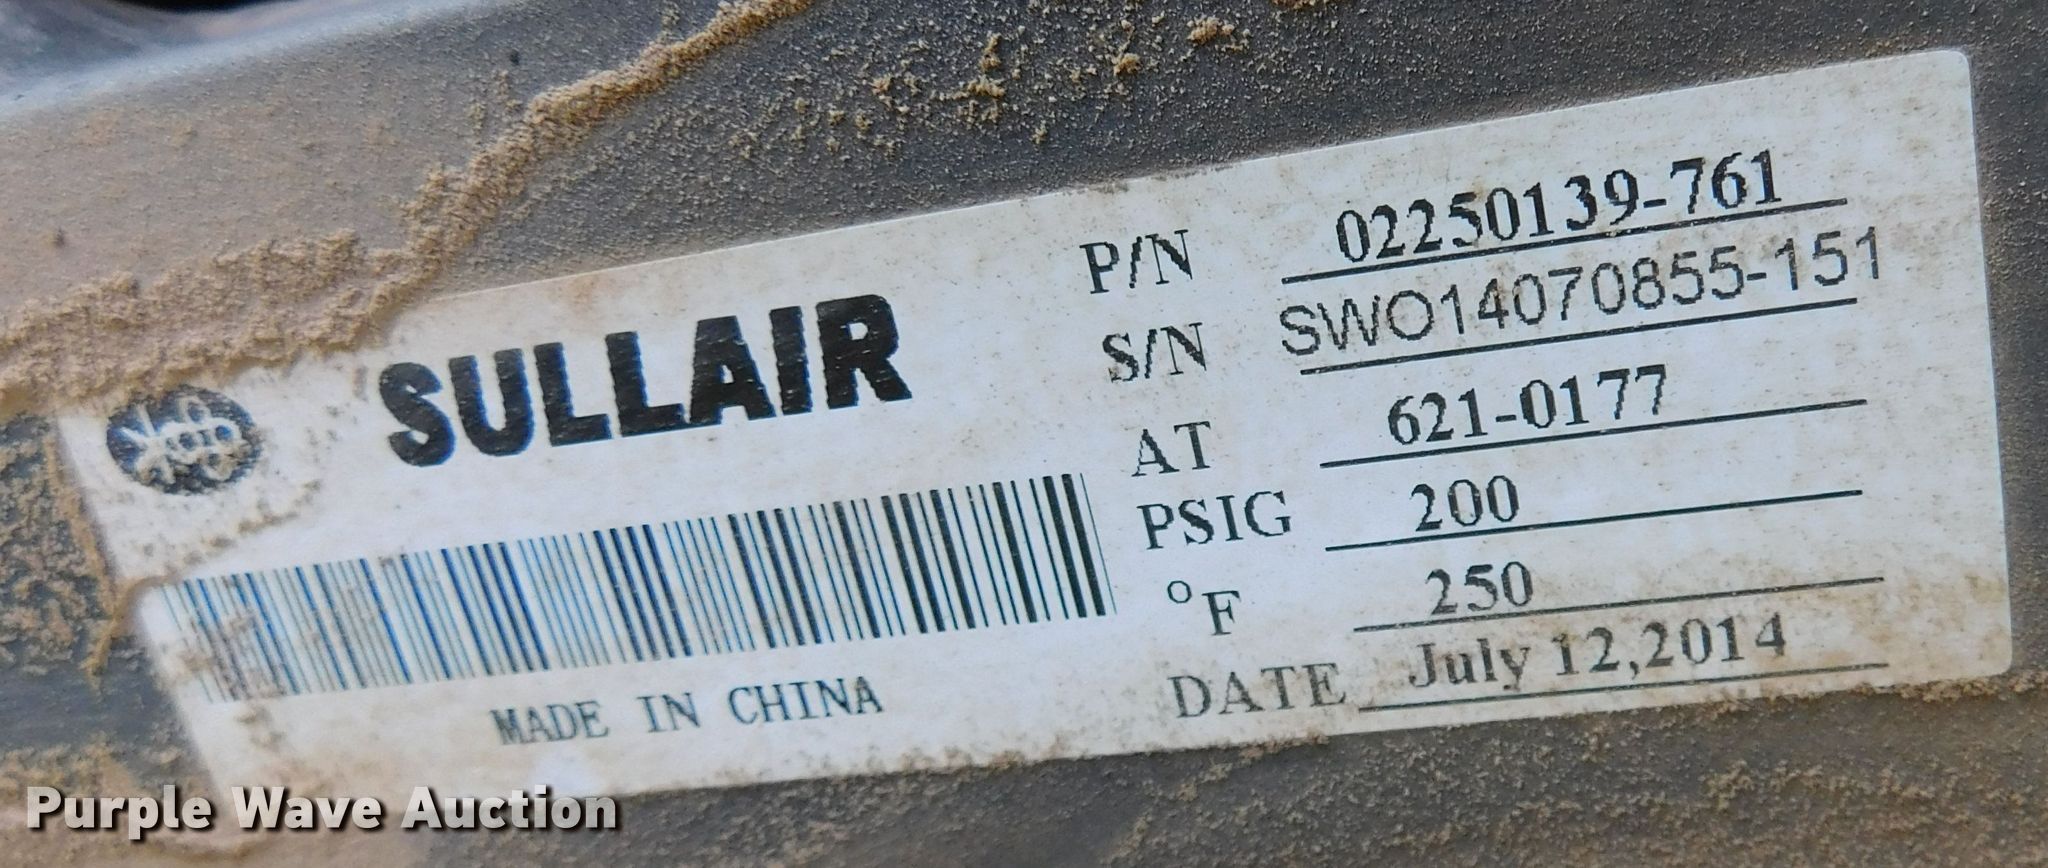 SULLAIR
MADE IN CHINA
P/N 02250139-761
S/N SWO14070855-151
AT 621-0177
PSIG 200
°F 250
DATE July 12,2014
Purple Wave Auction